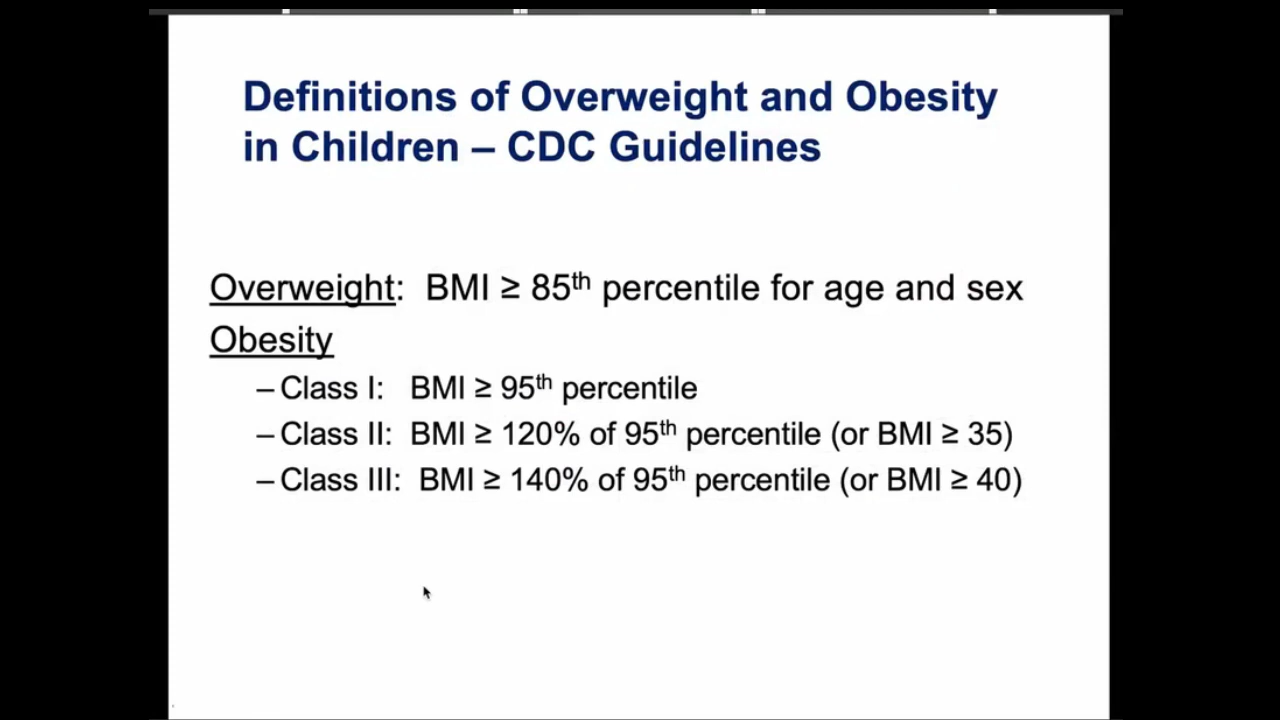 Definitions of Overweight and Obesity
in Children – CDC Guidelines
Overweight: BMI ≥ 85th percentile for age and sex
Obesity
– Class I: BMI ≥ 95th percentile
– Class II: BMI ≥ 120% of 95th percentile (or BMI ≥ 35)
– Class III: BMI ≥ 140% of 95th percentile (or BMI ≥ 40)